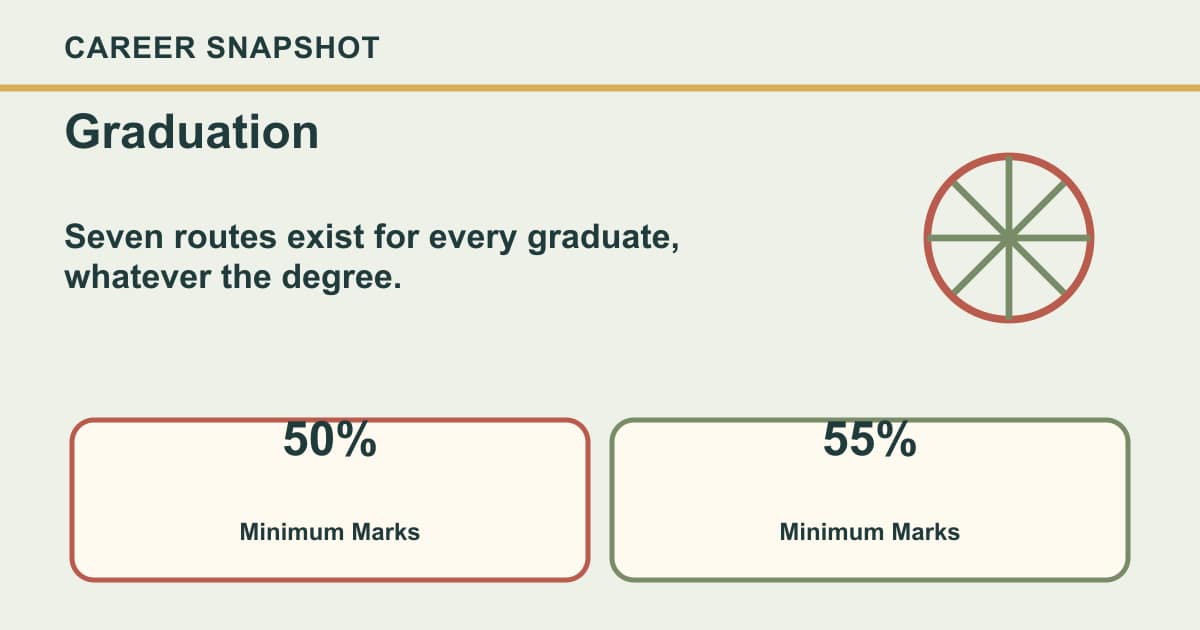 CAREER SNAPSHOT
Graduation
Seven routes exist for every graduate,
whatever the degree.
50%
Minimum Marks
55%
Minimum Marks